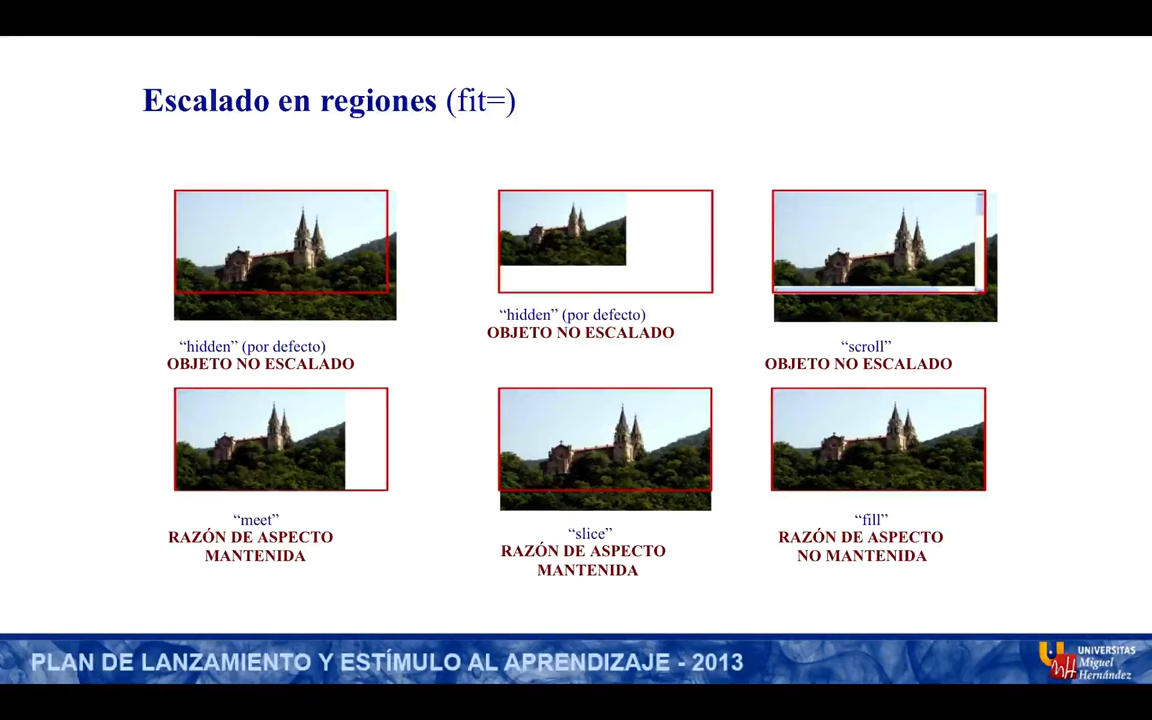 Escalado en regiones (fit=)
“hidden” (por defecto)
OBJETO NO ESCALADO
“hidden” (por defecto)
OBJETO NO ESCALADO
“scroll”
OBJETO NO ESCALADO
“meet”
RAZÓN DE ASPECTO
MANTENIDA
“slice”
RAZÓN DE ASPECTO
MANTENIDA
“fill”
RAZÓN DE ASPECTO
NO MANTENIDA
PLAN DE LANZAMIENTO Y ESTÍMULO AL APRENDIZAJE - 2013
UNIVERSITAS
Miguel
Hernández